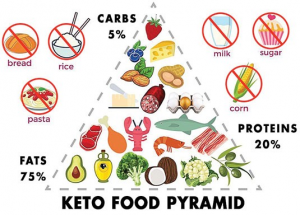 CARBS
5%
bread
rice
pasta
milk
sugar
corn
PROTEINS
20%
FATS
75%
KETO FOOD PYRAMID